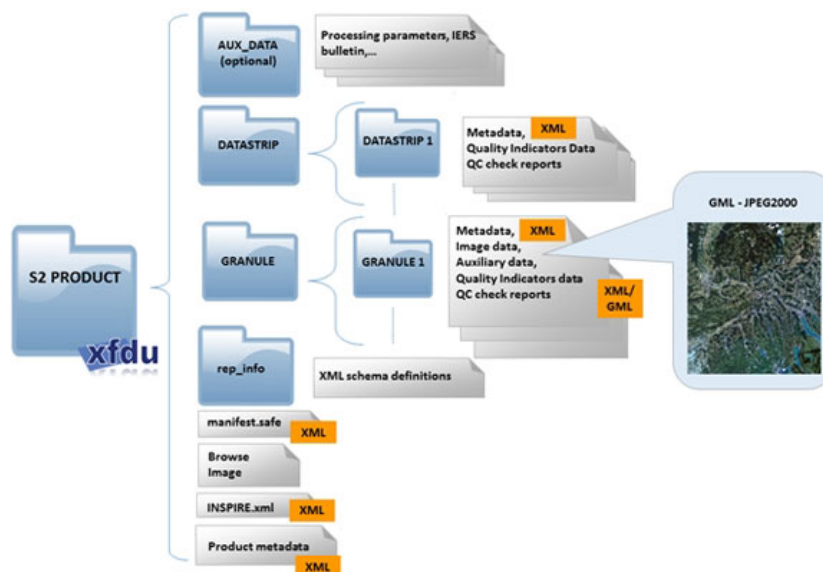 AUX_DATA
(optional)
Processing parameters, IERS
bulletin,...
DATASTRIP
DATASTRIP 1
Metadata,
XML
Quality Indicators Data
QC check reports
GML - JPEG2000
S2 PRODUCT
xfdu
GRANULE
GRANULE 1
Metadata,
XML
Image data,
Auxiliary data,
Quality Indicators data
QC check reports
XML/
GML
rep_info
XML schema definitions
manifest.safe
XML
Browse
Image
INSPIRE.xml
XML
Product metadata
XML